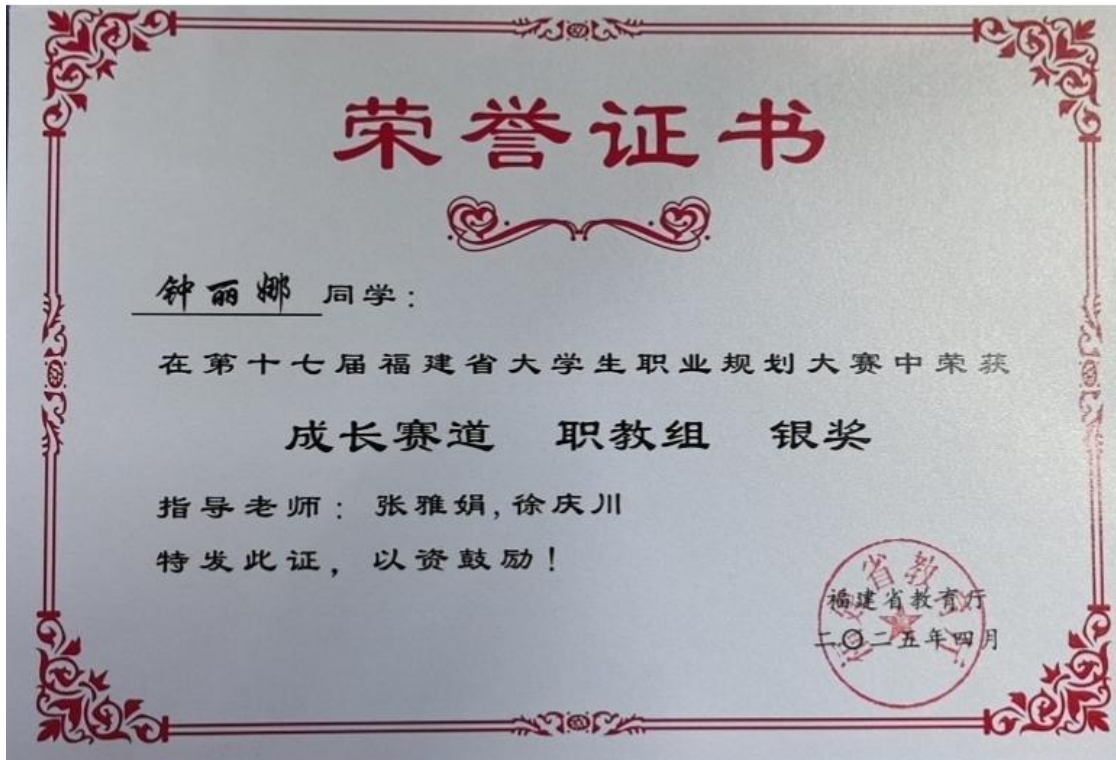 荣誉证书
钟丽娜 同学：
在第十七届福建省大学生职业规划大赛中荣获
成长赛道 职教组 银奖
指导老师：张雅娟,徐庆川
特发此证，以资鼓励！
福建省教育厅
二〇二五年四月